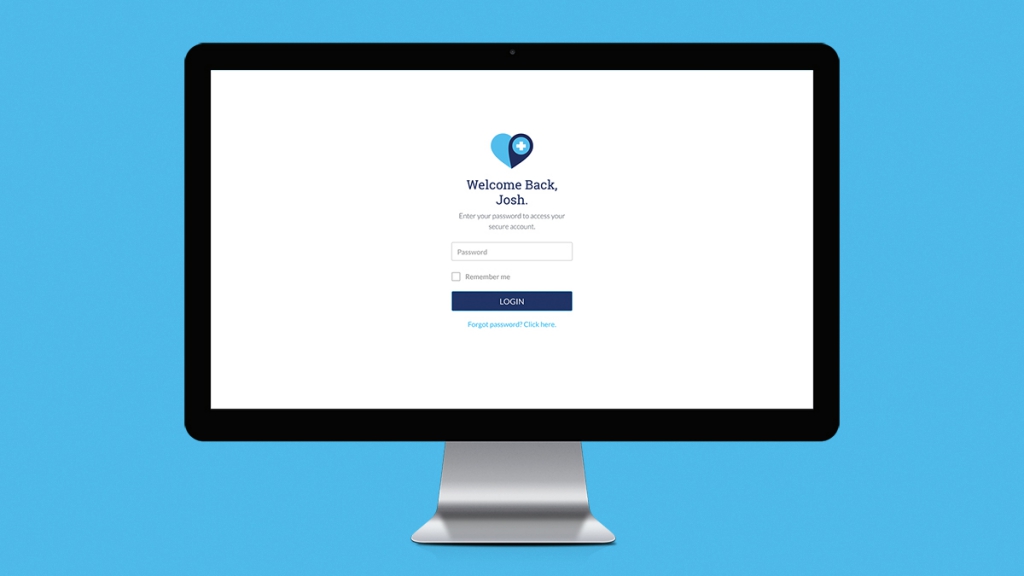 Welcome Back,
Josh.
Enter your password to access your
secure account.
Password
Remember me
LOGIN
Forgot password? Click here.